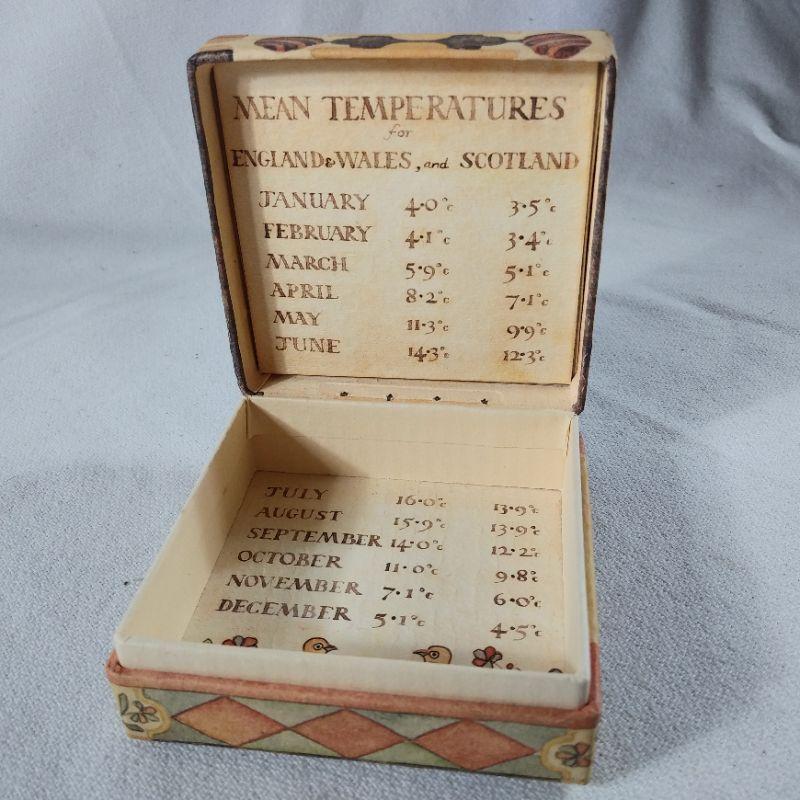 MEAN TEMPERATURES
for
ENGLAND & WALES, and SCOTLAND
JANUARY 4·0°c 3·5°c
FEBRUARY 4·1°c 3·4°c
MARCH 5·9°c 5·1°c
APRIL 8·2°c 7·1°c
MAY 11·3°c 9·9°c
JUNE 14·3°c 12·3°c
JULY 16·0°c 13·9°c
AUGUST 15·9°c 13·9°c
SEPTEMBER 14·0°c 12·2°c
OCTOBER 11·0°c 9·8°c
NOVEMBER 7·1°c 6·0°c
DECEMBER 5·1°c 4·5°c